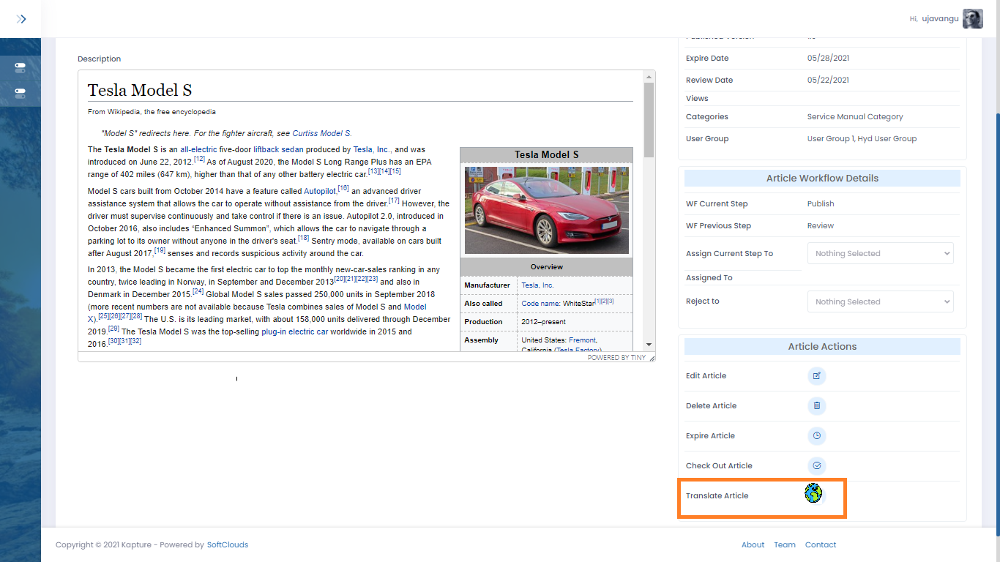 Hi, ujavangu
Description
Tesla Model S
From Wikipedia, the free encyclopedia
"Model S" redirects here. For the fighter aircraft, see Curtiss Model S.
The Tesla Model S is an all-electric five-door liftback sedan produced by Tesla, Inc., and was
introduced on June 22, 2012.[12] As of August 2020, the Model S Long Range Plus has an EPA
range of 402 miles (647 km), higher than that of any other battery electric car.[13][14][15]
Model S cars built from October 2014 have a feature called Autopilot,[16] an advanced driver
assistance system that allows the car to operate without assistance from the driver.[17] However, the
driver must supervise continuously and take control if there is an issue. Autopilot 2.0, introduced in
October 2016, also includes “Enhanced Summon”, which allows the car to navigate through a
parking lot to its owner without anyone in the driver's seat.[18] Sentry mode, available on cars built
after August 2017,[19] senses and records suspicious activity around the car.
In 2013, the Model S became the first electric car to top the monthly new-car-sales ranking in any
country, twice leading in Norway, in September and December 2013[20][21][22][23] and also in
Denmark in December 2015.[24] Global Model S sales passed 250,000 units in September 2018
(more recent numbers are not available because Tesla combines sales of Model S and Model
X).[25][26][27][28] The U.S. is its leading market, with about 158,000 units delivered through December
2019.[29] The Tesla Model S was the top-selling plug-in electric car worldwide in 2015 and
2016.[30][31][32]
Tesla Model S
Overview
Manufacturer Tesla, Inc.
Also called Code name: WhiteStar[1][2][3]
Production 2012–present
Assembly United States: Fremont,
California (Tesla Factory)
POWERED BY TINY
Published Version
Expire Date 05/28/2021
Review Date 05/22/2021
Views
Categories Service Manual Category
User Group User Group 1, Hyd User Group
Article Workflow Details
WF Current Step Publish
WF Previous Step Review
Assign Current Step To Nothing Selected
Assigned To
Reject to Nothing Selected
Article Actions
Edit Article
Delete Article
Expire Article
Check Out Article
Translate Article
Copyright © 2021 Kapture - Powered by SoftClouds
About Team Contact